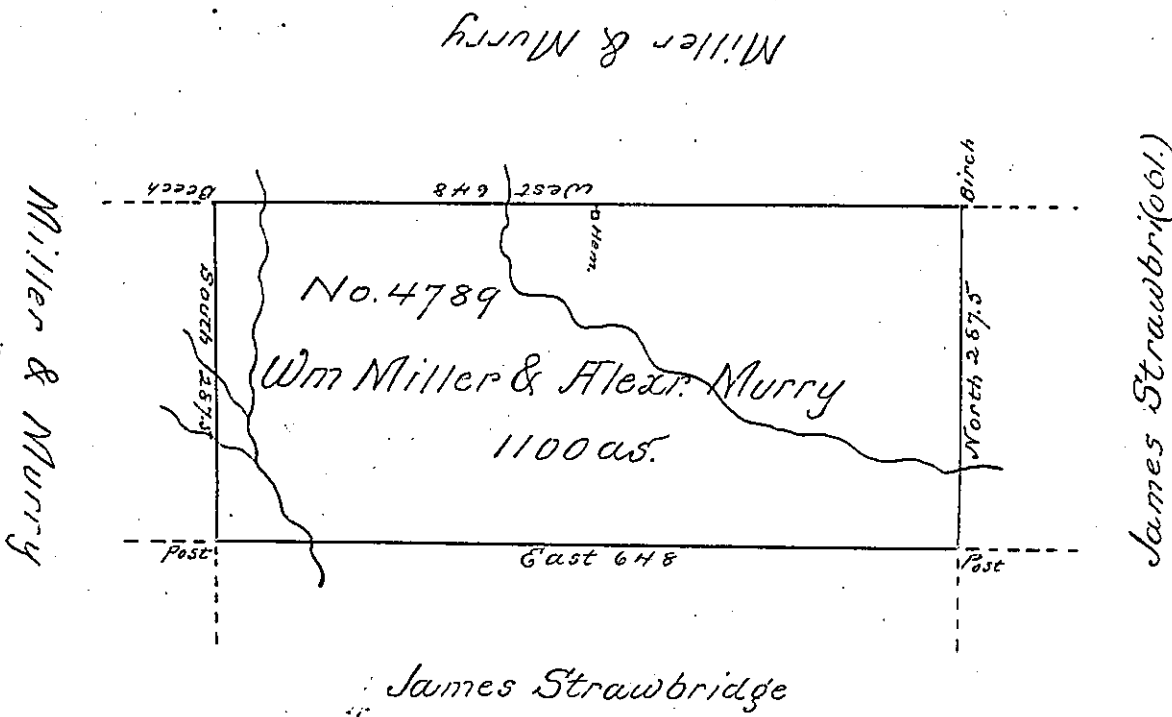 Miller & Murry
Beech
West 648
Birch
Hem.
James Strawbri(obl.)
Miller & Murry
South 287.5
No. 4789
North 287.5
Wm Miller & Alexr. Murry
1100 as.
Post
East 648
Post
James Strawbridge